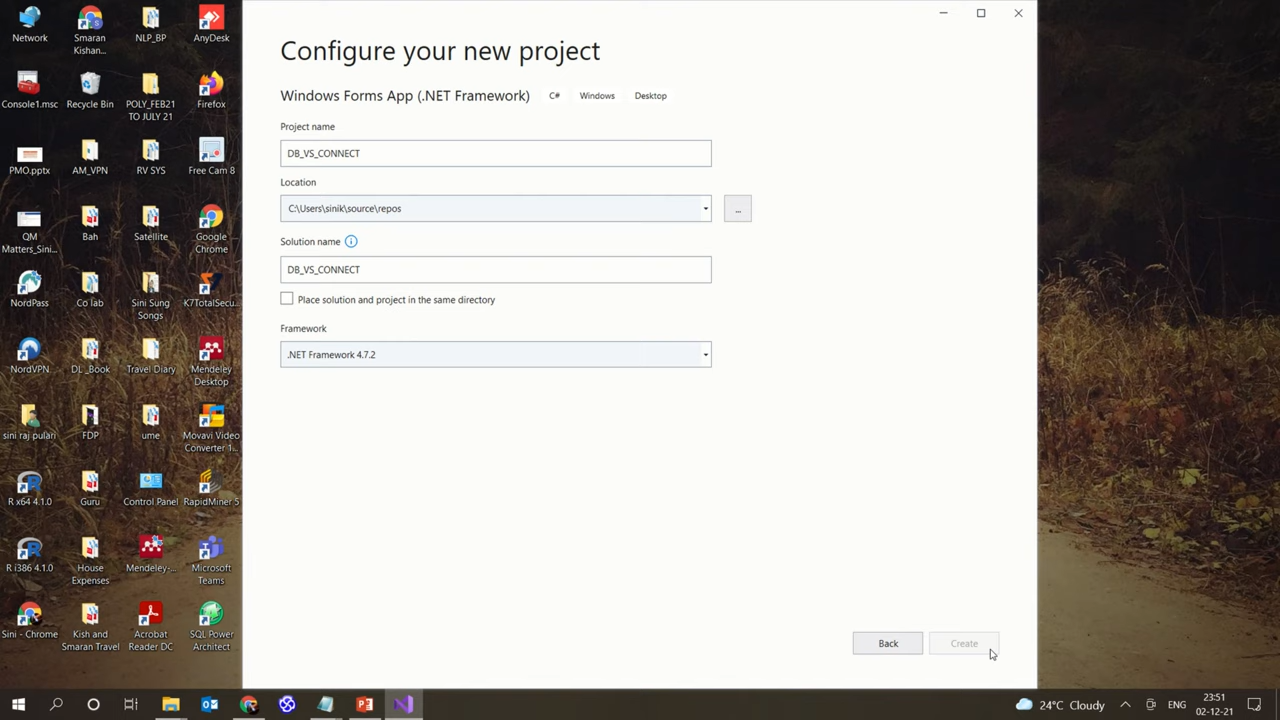 Network
Smaran
Kishan...
NLP_BP
AnyDesk
Console1.msc
Recycle Bin
POLY_FEB21
TO JULY 21
Firefox
PMO.pptx
AM_VPN
RV SYS
Free Cam 8
QM
Matters_Sini...
Bah
Satellite
Google
Chrome
NordPass
Co lab
Sini Sung
Songs
K7TotalSecu...
NordVPN
DL _Book
Travel Diary
Mendeley
Desktop
sini raj pulari
FDP
ume
Movavi Video
Converter 1...
R x64 4.1.0
Guru
Control Panel
RapidMiner 5
R i386 4.1.0
House
Expenses
Mendeley-...
Microsoft
Teams
Sini - Chrome
Kish and
Smaran Travel
Acrobat
Reader DC
SQL Power
Architect
Configure your new project
Windows Forms App (.NET Framework) C# Windows Desktop
Project name
DB_VS_CONNECT
Location
C:\Users\sinik\source\repos
...
Solution name
DB_VS_CONNECT
Place solution and project in the same directory
Framework
.NET Framework 4.7.2
Back Create
24°C Cloudy
ENG
23:51
02-12-21